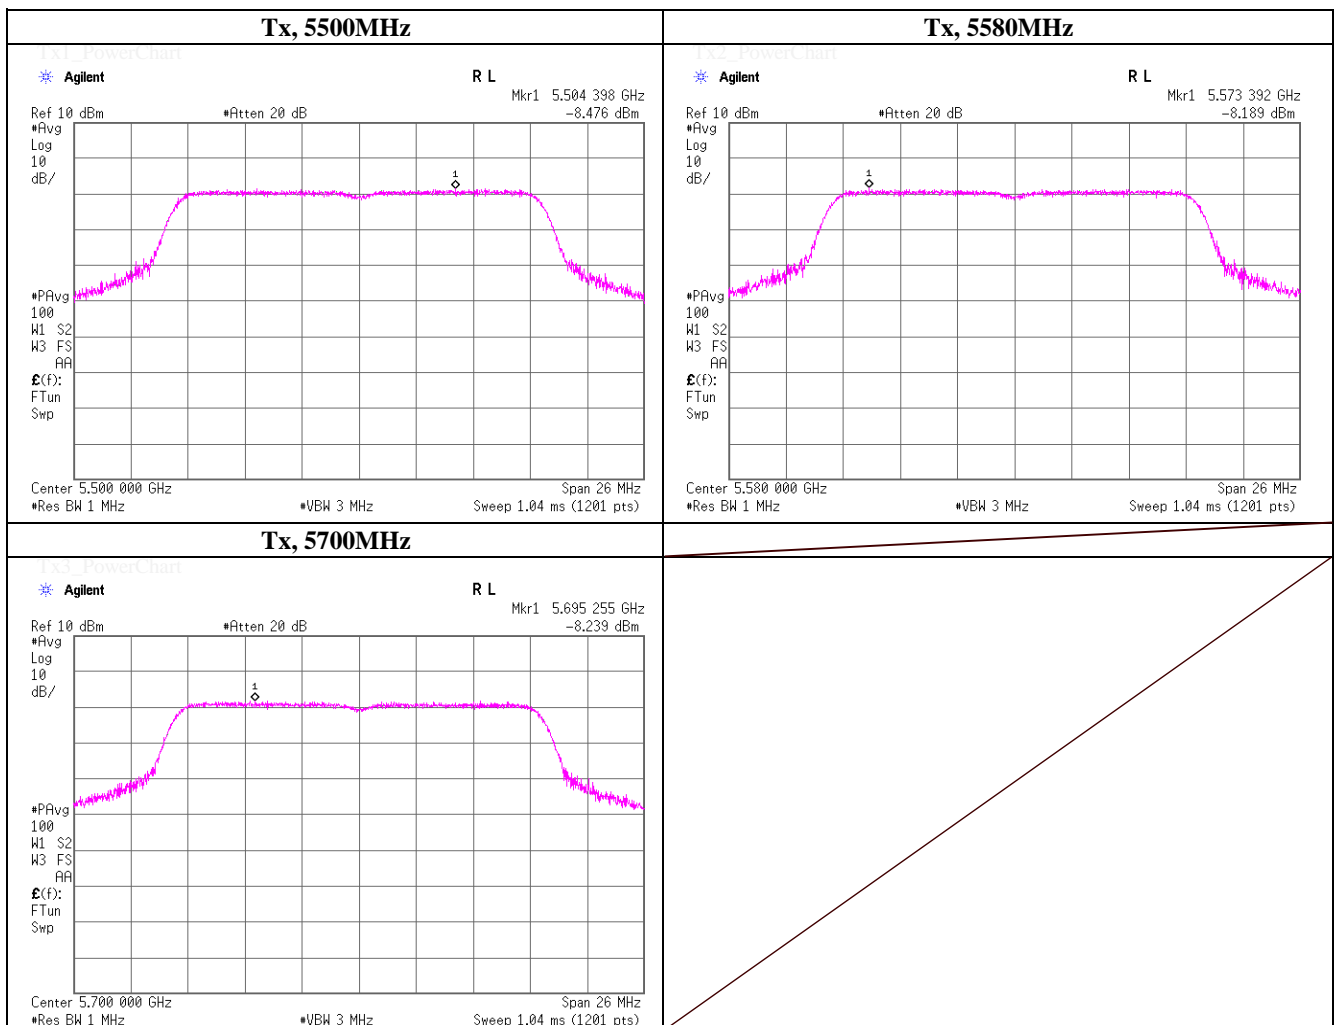 Tx, 5500MHz
Tx, 5580MHz
Tx1_PowerChart
Agilent
R L
Mkr1 5.504 398 GHz
Ref 10 dBm
#Atten 20 dB
-8.476 dBm
#Avg
Log
10
dB/
1
#PAvg
100
W1 S2
W3 FS
AA
£(f):
FTun
Swp
Center 5.500 000 GHz
Span 26 MHz
#Res BW 1 MHz
#VBW 3 MHz
Sweep 1.04 ms (1201 pts)
Tx2_PowerChart
Agilent
R L
Mkr1 5.573 392 GHz
Ref 10 dBm
#Atten 20 dB
-8.189 dBm
#Avg
Log
10
dB/
1
#PAvg
100
W1 S2
W3 FS
AA
£(f):
FTun
Swp
Center 5.580 000 GHz
Span 26 MHz
#Res BW 1 MHz
#VBW 3 MHz
Sweep 1.04 ms (1201 pts)
Tx, 5700MHz
Tx3_PowerChart
Agilent
R L
Mkr1 5.695 255 GHz
Ref 10 dBm
#Atten 20 dB
-8.239 dBm
#Avg
Log
10
dB/
1
#PAvg
100
W1 S2
W3 FS
AA
£(f):
FTun
Swp
Center 5.700 000 GHz
Span 26 MHz
#Res BW 1 MHz
#VBW 3 MHz
Sweep 1.04 ms (1201 pts)